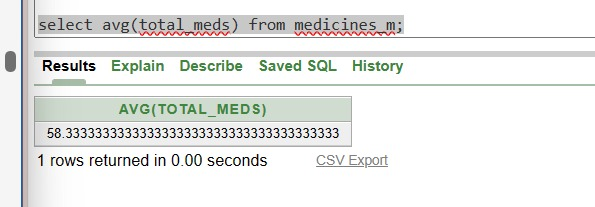 select avg(total_meds) from medicines_m;
Results Explain Describe Saved SQL History
AVG(TOTAL_MEDS)
58.3333333333333333333333333333333333333
1 rows returned in 0.00 seconds CSV Export